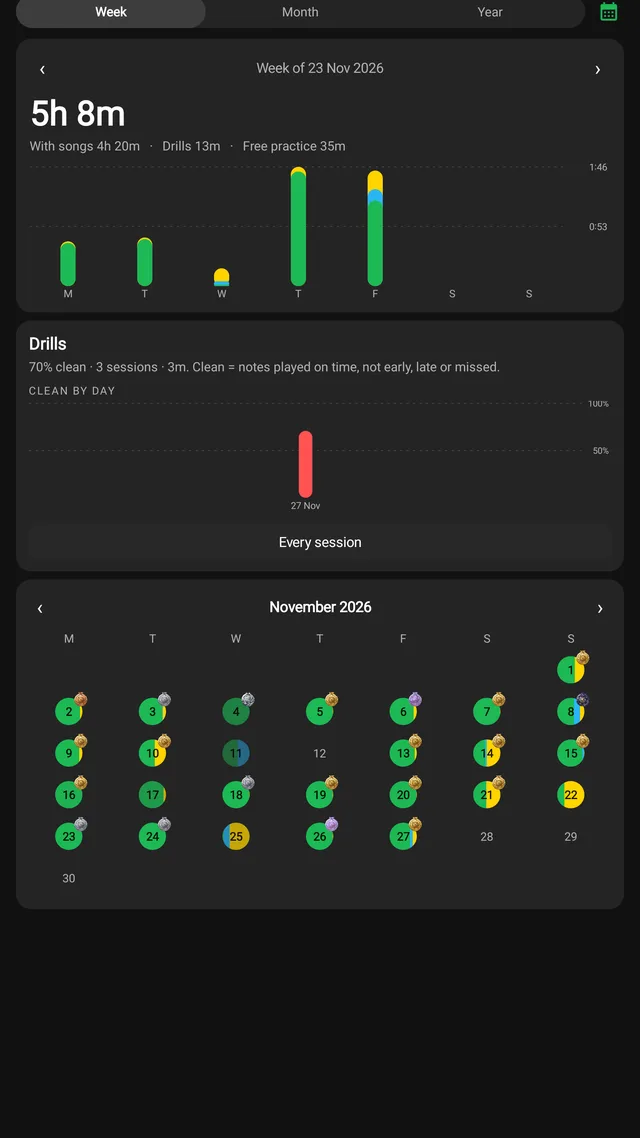 Week Month Year
‹ Week of 23 Nov 2026 ›
5h 8m
With songs 4h 20m · Drills 13m · Free practice 35m
1:46
0:53
M T W T F S S
Drills
70% clean · 3 sessions · 3m. Clean = notes played on time, not early, late or missed.
CLEAN BY DAY
100%
50%
27 Nov
Every session
‹ November 2026 ›
M T W T F S S
1
2 3 4 5 6 7 8
9 10 11 12 13 14 15
16 17 18 19 20 21 22
23 24 25 26 27 28 29
30